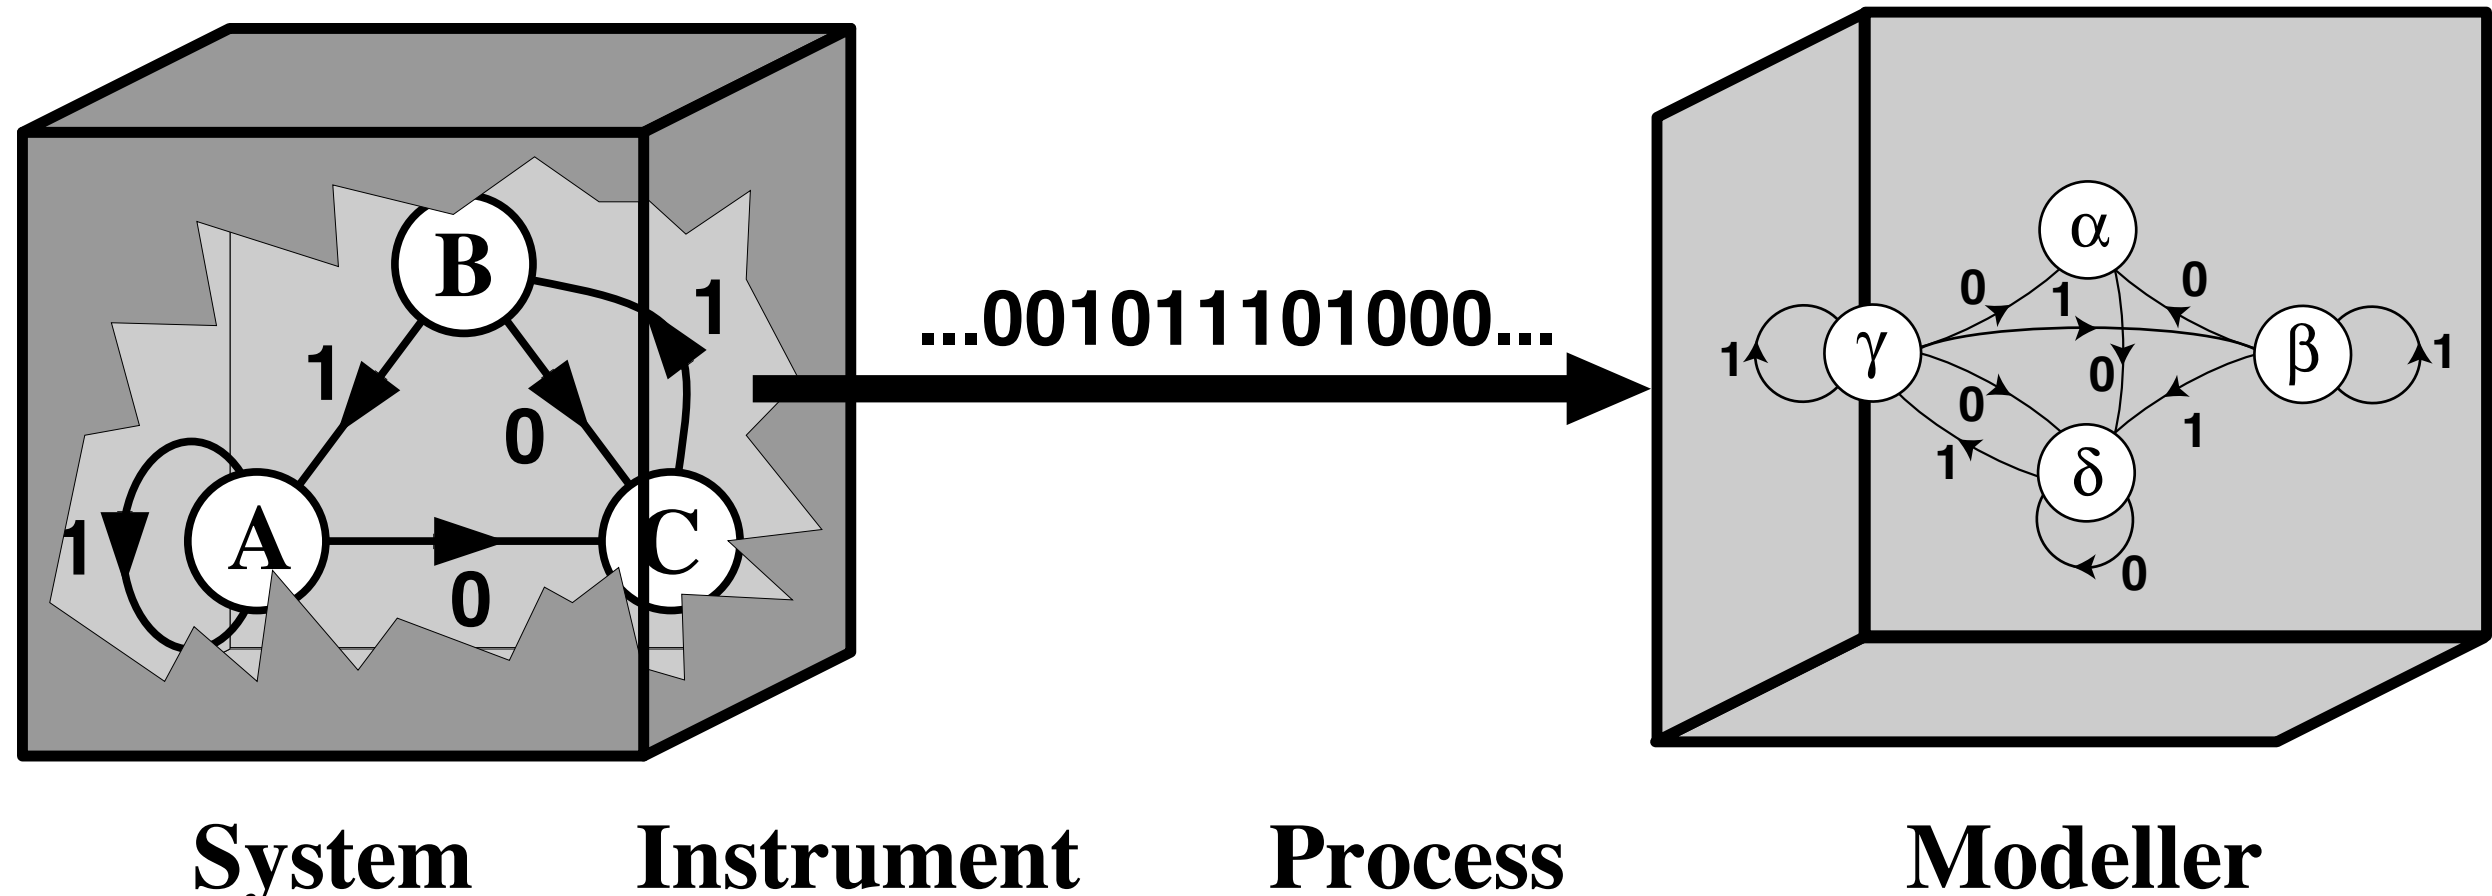 B
1
1
0
A
1
0
C
...001011101000...
α
0
1
0
γ
1
β
1
0
0
1
1
δ
0
System Instrument Process Modeller